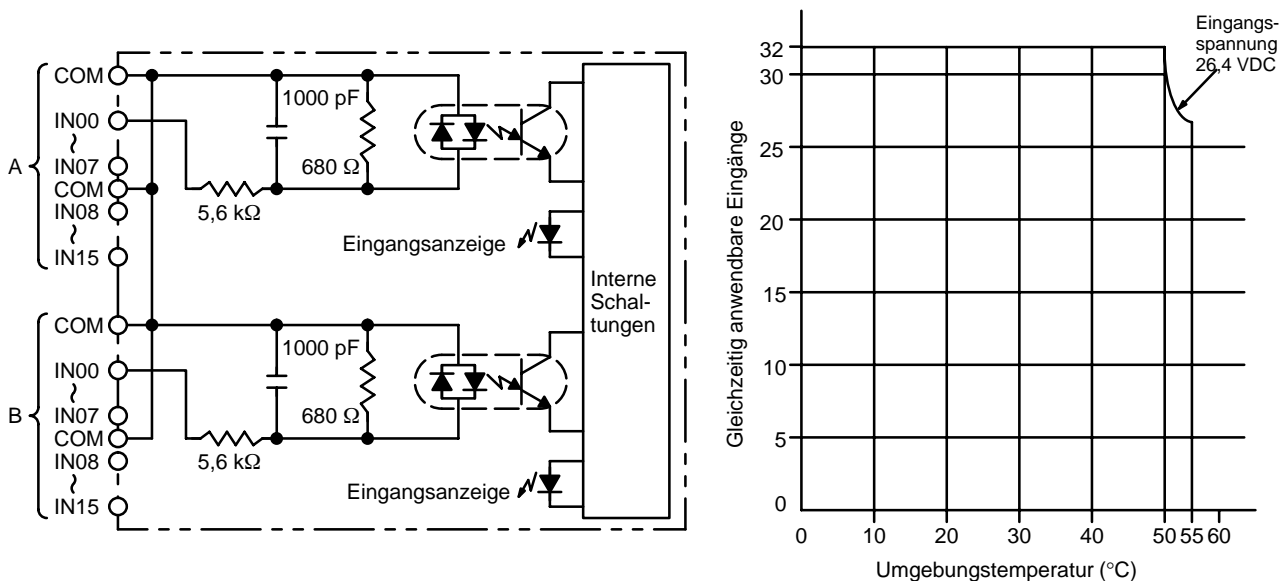 A
COM
IN00
~
IN07
COM
IN08
~
IN15
1000 pF
680 Ω
5,6 kΩ
Eingangsanzeige
B
COM
IN00
~
IN07
COM
IN08
~
IN15
1000 pF
680 Ω
5,6 kΩ
Eingangsanzeige
Interne
Schal-
tungen
Gleichzeitig anwendbare Eingänge
32
30
25
20
15
10
5
0
0 10 20 30 40 50 55 60
Umgebungstemperatur (°C)
Eingangs-
spannung
26,4 VDC